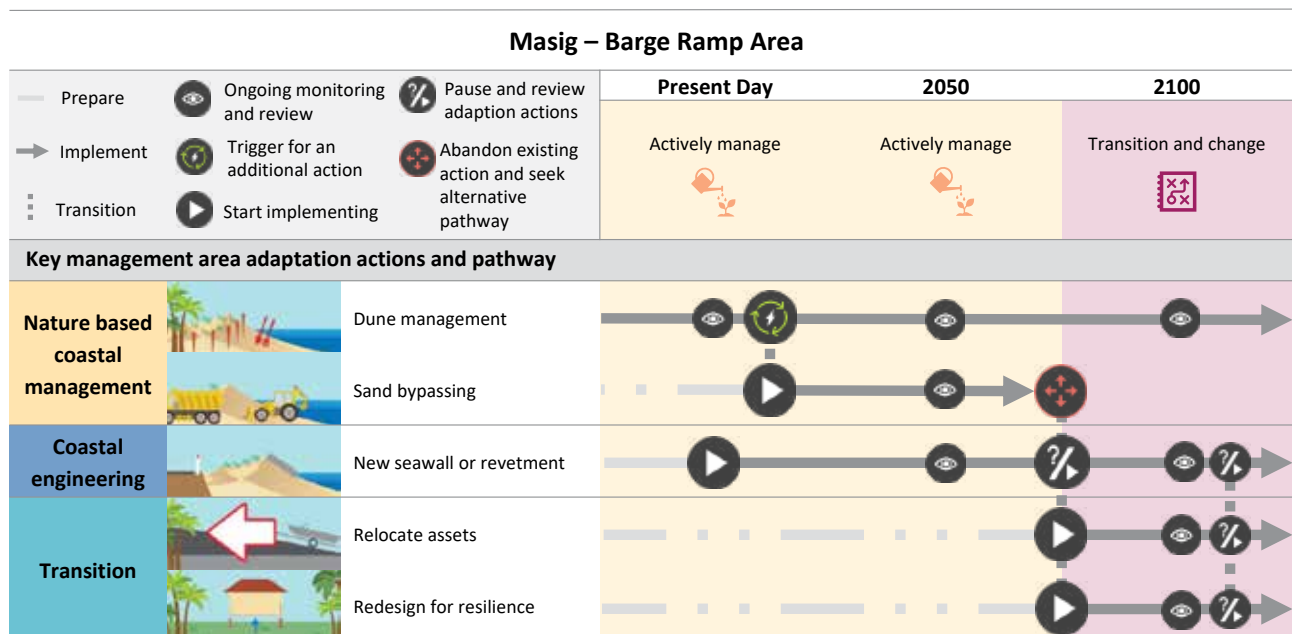 Masig – Barge Ramp Area
Prepare
Ongoing monitoring
and review
Pause and review
adaption actions
Implement
Trigger for an
additional action
Abandon existing
action and seek
alternative
pathway
Transition
Start implementing
Present Day
2050
2100
Actively manage
Actively manage
Transition and change
Key management area adaptation actions and pathway
Nature based
coastal
management
Dune management
Sand bypassing
Coastal
engineering
New seawall or revetment
Transition
Relocate assets
Redesign for resilience